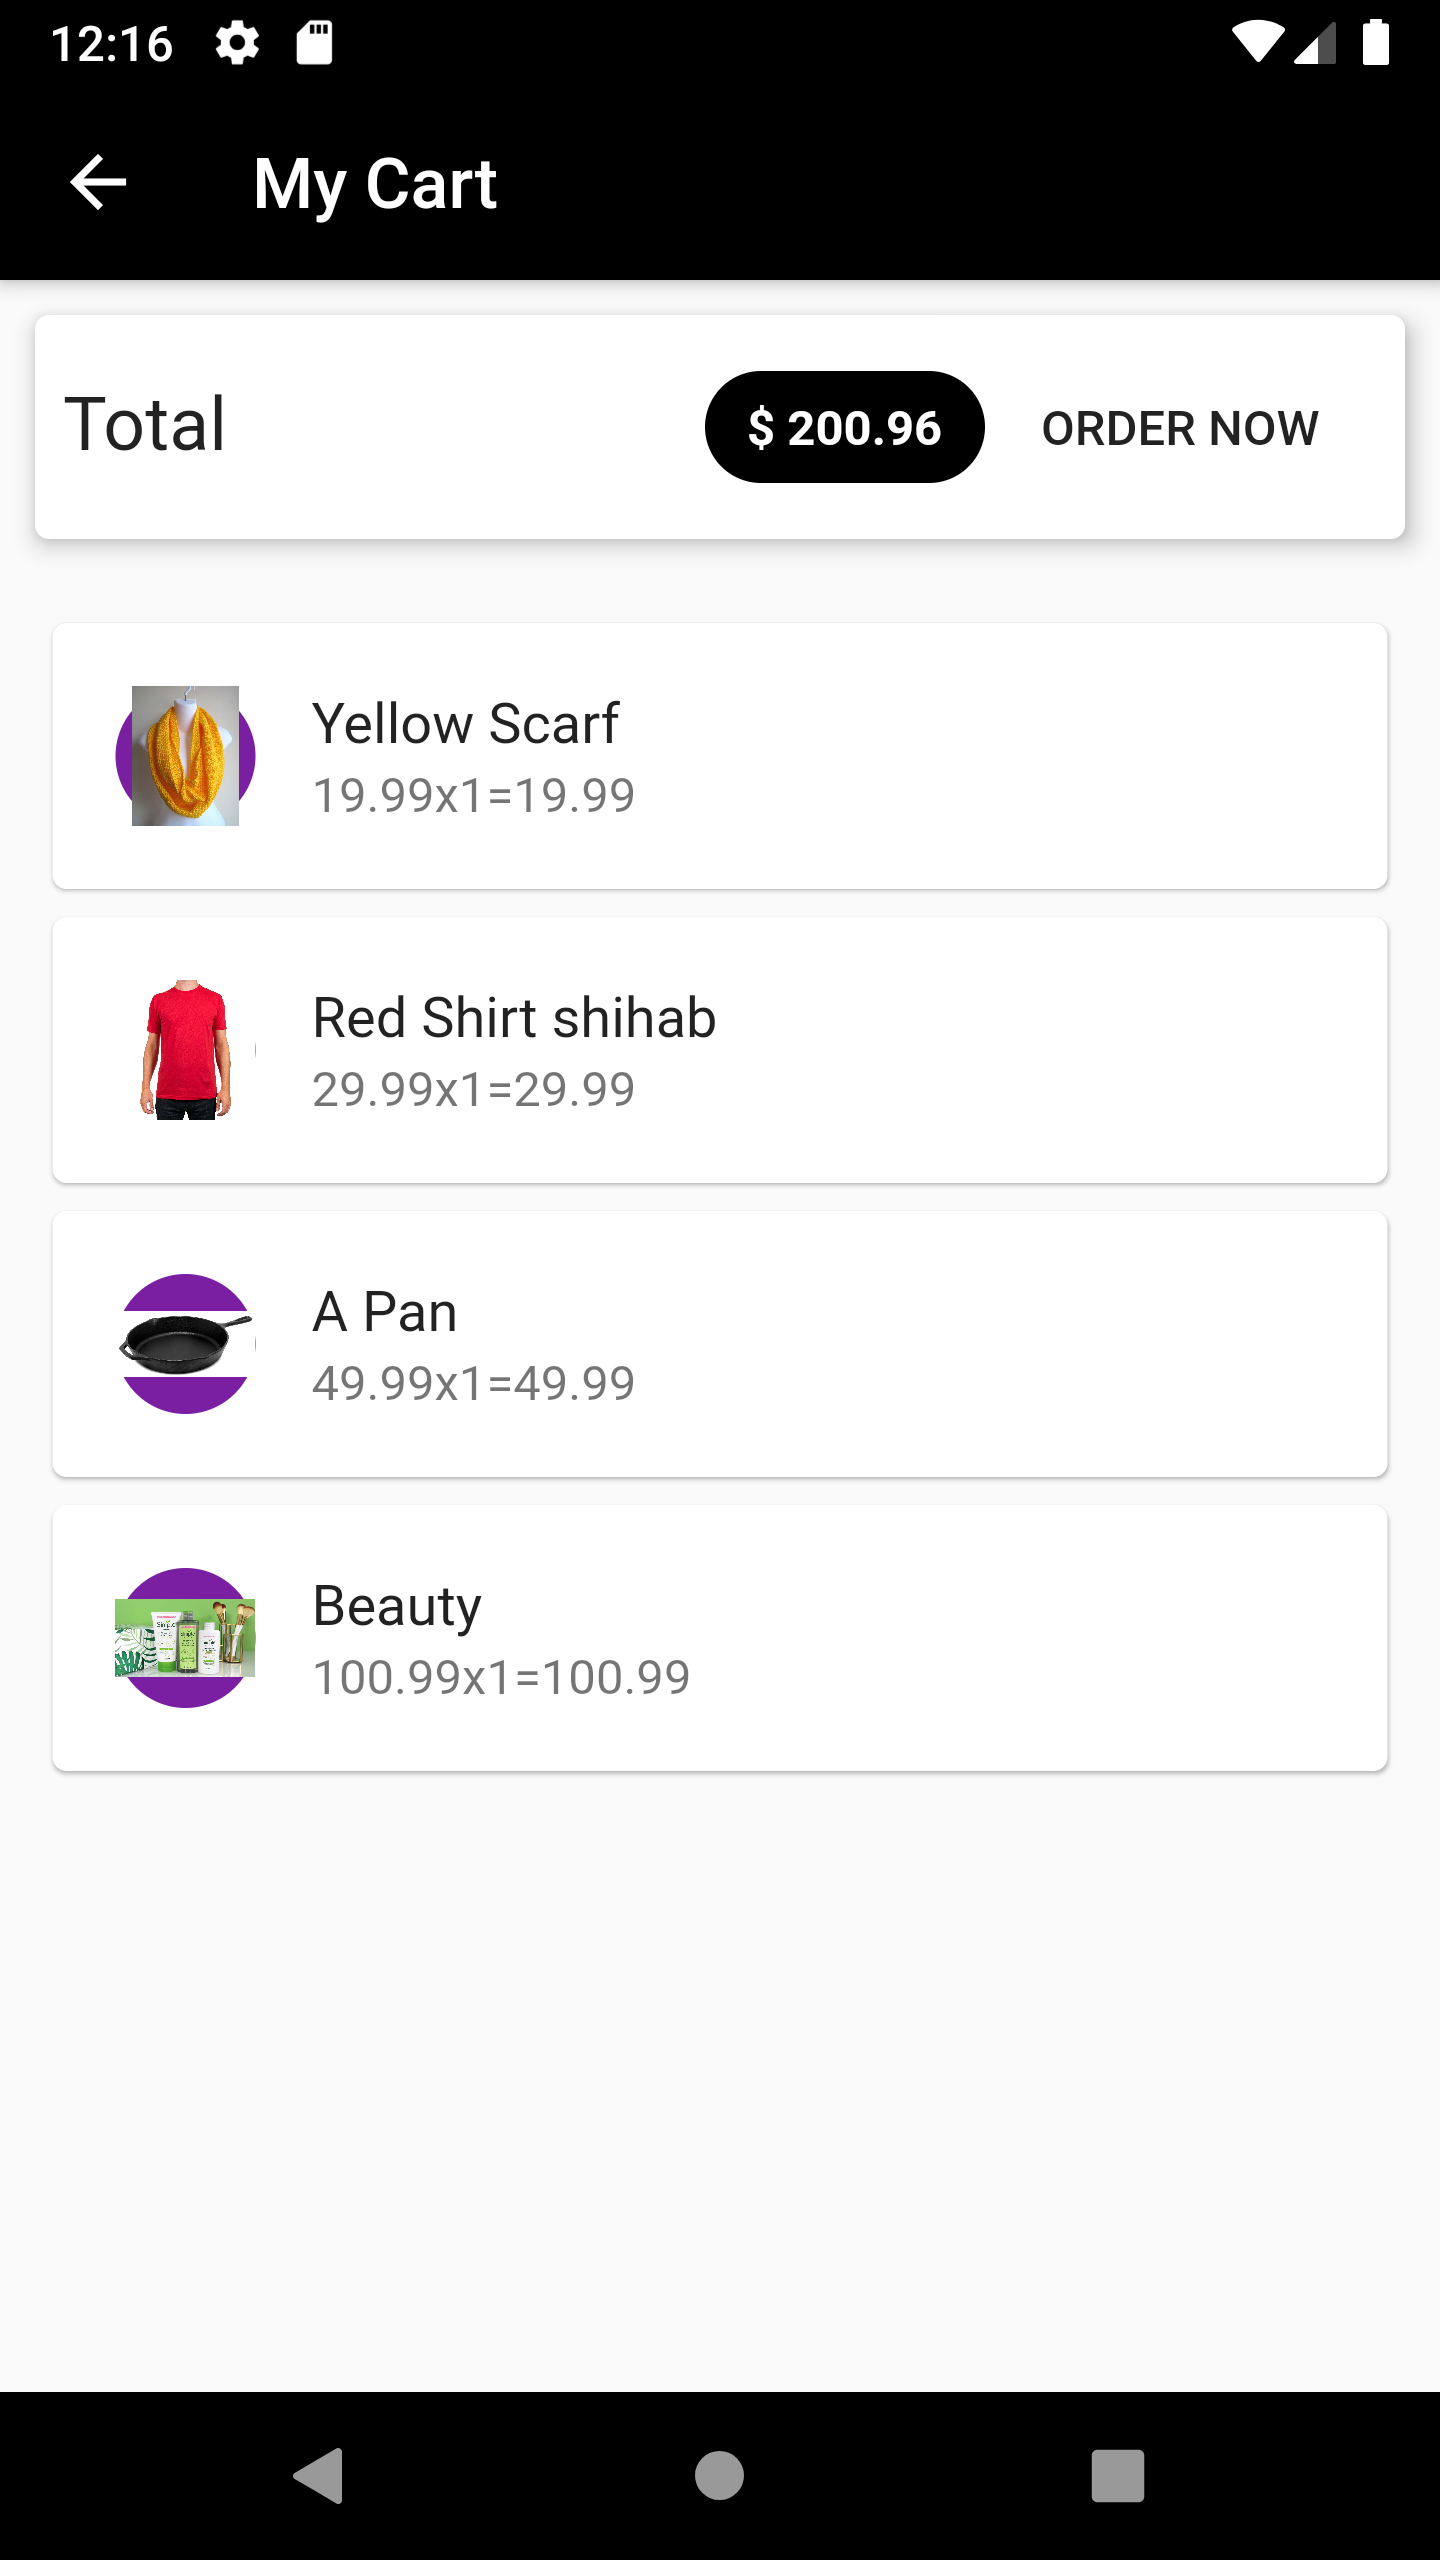 12:16
My Cart
Total
$ 200.96
ORDER NOW
Yellow Scarf
19.99x1=19.99
Red Shirt shihab
29.99x1=29.99
A Pan
49.99x1=49.99
Beauty
100.99x1=100.99